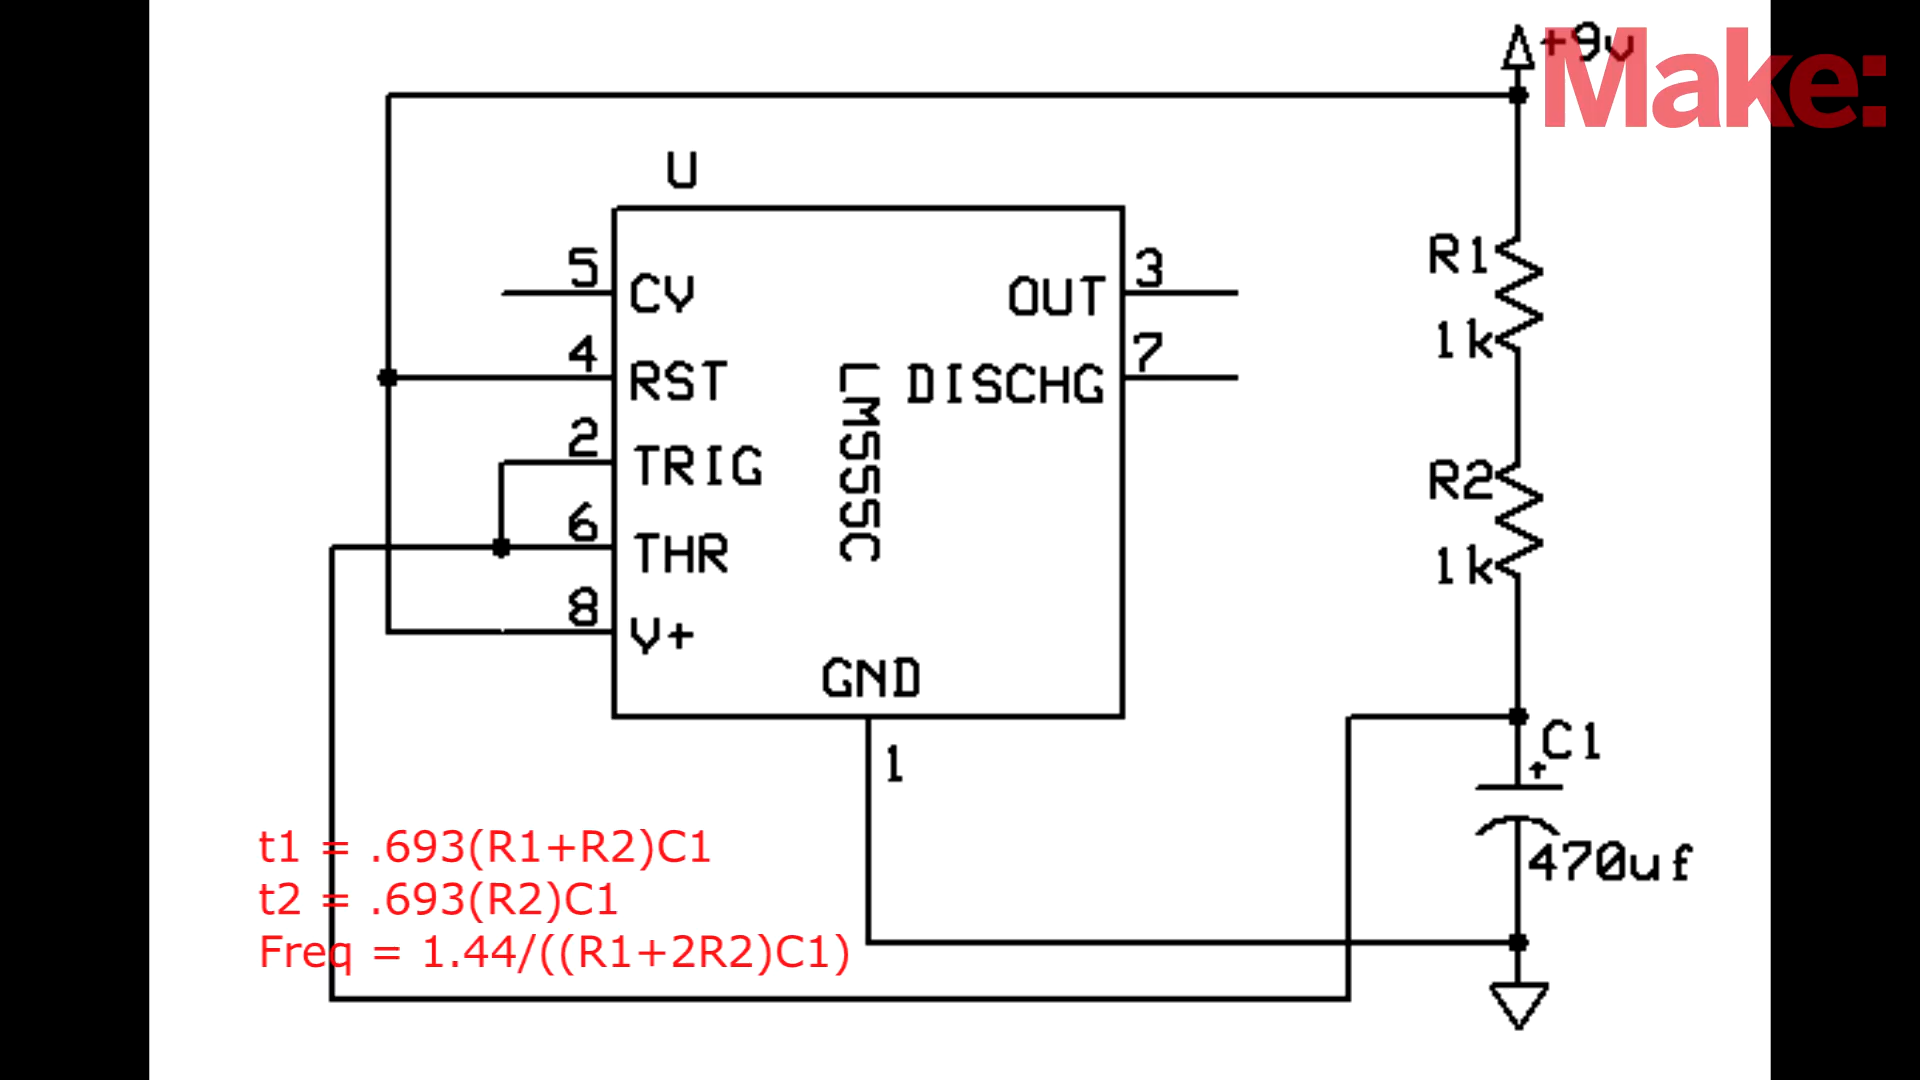 +9v
Make:
U
5
CV
3
OUT
4
RST
7
DISCHG
2
TRIG
6
THR
8
V+
LM555C
GND
1
R1
1k
R2
1k
C1
+
470uf
t1 = .693(R1+R2)C1
t2 = .693(R2)C1
Freq = 1.44/((R1+2R2)C1)